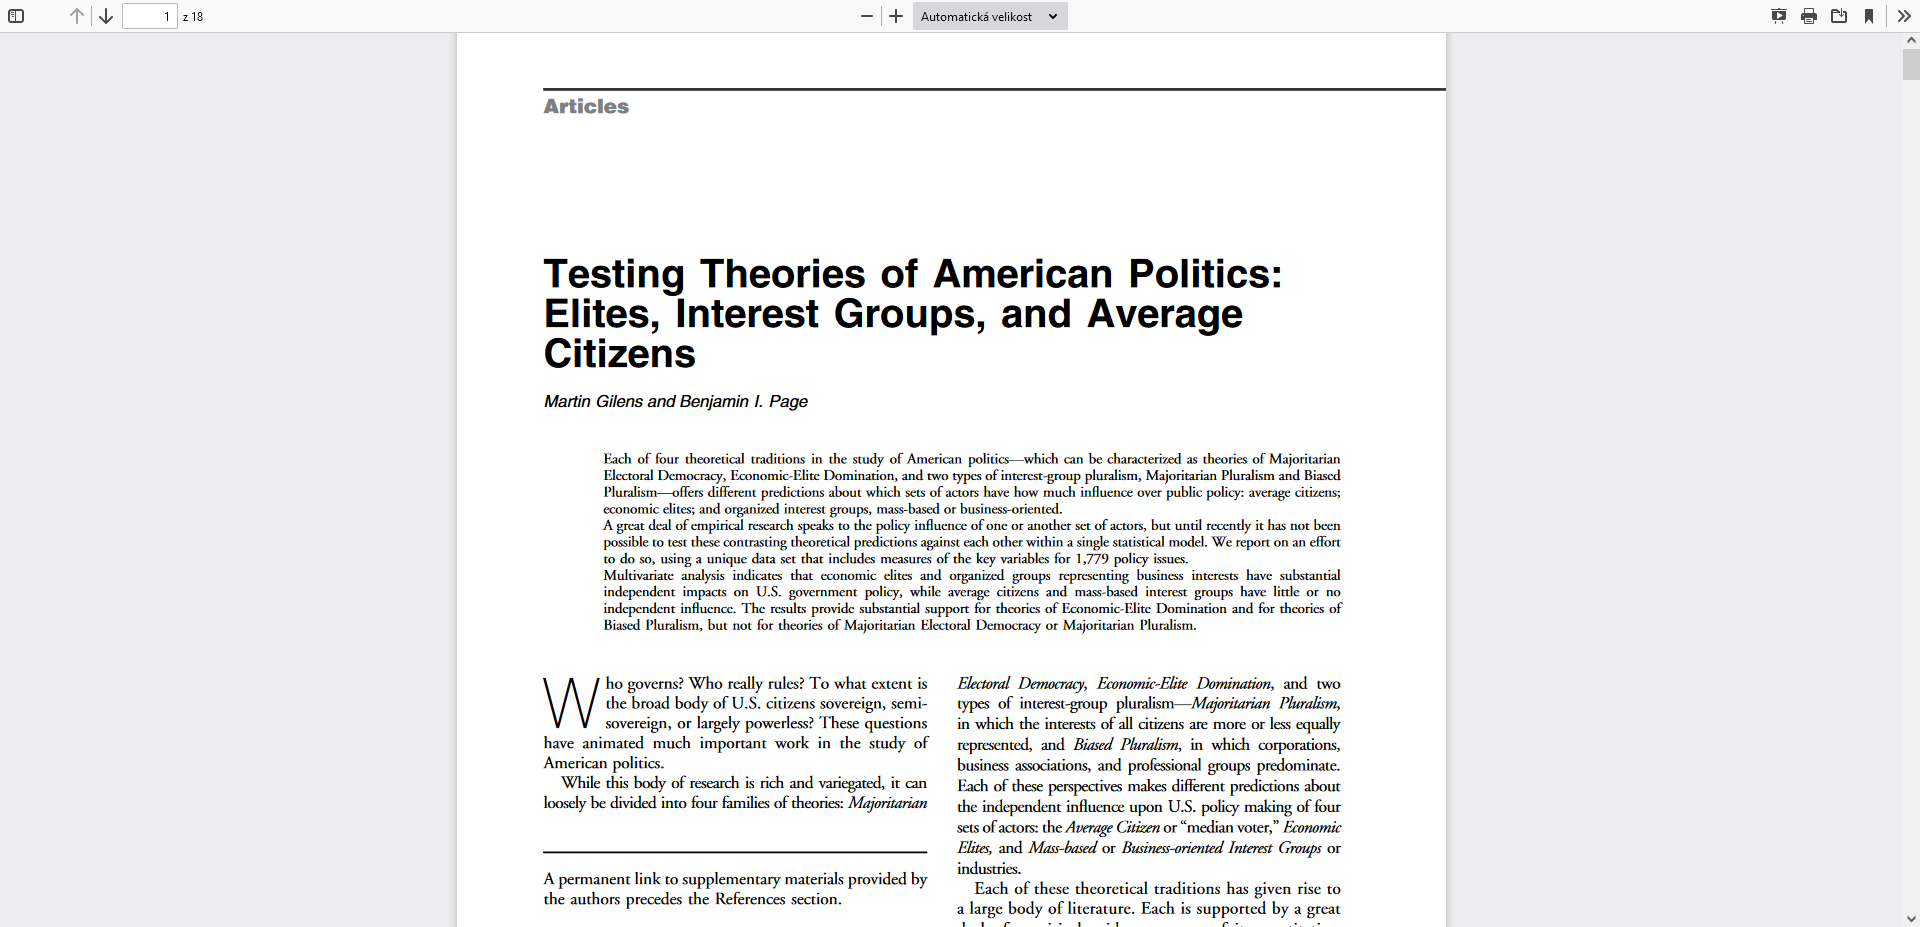 1 z 18
Automatická velikost
Articles
Testing Theories of American Politics:
Elites, Interest Groups, and Average
Citizens
Martin Gilens and Benjamin I. Page
Each of four theoretical traditions in the study of American politics—which can be characterized as theories of Majoritarian
Electoral Democracy, Economic-Elite Domination, and two types of interest-group pluralism, Majoritarian Pluralism and Biased
Pluralism—offers different predictions about which sets of actors have how much influence over public policy: average citizens;
economic elites; and organized interest groups, mass-based or business-oriented.
A great deal of empirical research speaks to the policy influence of one or another set of actors, but until recently it has not been
possible to test these contrasting theoretical predictions against each other within a single statistical model. We report on an effort
to do so, using a unique data set that includes measures of the key variables for 1,779 policy issues.
Multivariate analysis indicates that economic elites and organized groups representing business interests have substantial
independent impacts on U.S. government policy, while average citizens and mass-based interest groups have little or no
independent influence. The results provide substantial support for theories of Economic-Elite Domination and for theories of
Biased Pluralism, but not for theories of Majoritarian Electoral Democracy or Majoritarian Pluralism.
Who governs? Who really rules? To what extent is
the broad body of U.S. citizens sovereign, semi-
sovereign, or largely powerless? These questions
have animated much important work in the study of
American politics.
While this body of research is rich and variegated, it can
loosely be divided into four families of theories: Majoritarian
A permanent link to supplementary materials provided by
the authors precedes the References section.
Electoral Democracy, Economic-Elite Domination, and two
types of interest-group pluralism—Majoritarian Pluralism,
in which the interests of all citizens are more or less equally
represented, and Biased Pluralism, in which corporations,
business associations, and professional groups predominate.
Each of these perspectives makes different predictions about
the independent influence upon U.S. policy making of four
sets of actors: the Average Citizen or “median voter,” Economic
Elites, and Mass-based or Business-oriented Interest Groups or
industries.
Each of these theoretical traditions has given rise to
a large body of literature. Each is supported by a great